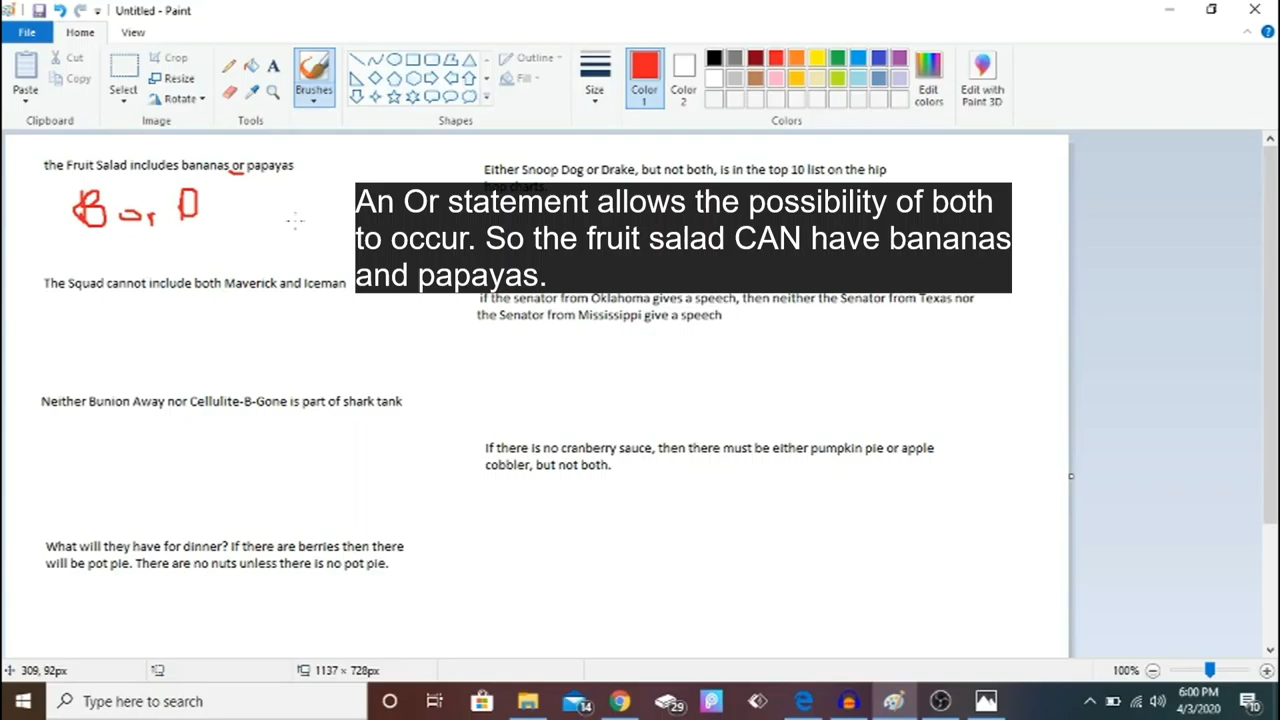 Untitled - Paint
File
Home
View
Paste
Cut
Copy
Clipboard
Select
Crop
Resize
Rotate
Image
A
Tools
Brushes
Outline
Fill
Shapes
Size
Color
1
Color
2
Edit
colors
Edit with
Paint 3D
Colors
the Fruit Salad includes bananas or papayas
B or P
The Squad cannot include both Maverick and Iceman
Neither Bunion Away nor Cellulite-B-Gone is part of shark tank
What will they have for dinner? If there are berries then there
will be pot pie. There are no nuts unless there is no pot pie.
Either Snoop Dog or Drake, but not both, is in the top 10 list on the hip
An Or statement allows the possibility of both
to occur. So the fruit salad CAN have bananas
and papayas.
if the senator from Oklahoma gives a speech, then neither the Senator from Texas nor
the Senator from Mississippi give a speech
If there is no cranberry sauce, then there must be either pumpkin pie or apple
cobbler, but not both.
309, 92px
1137 × 728px
100%
Type here to search
14
29
6:00 PM
4/3/2020
10